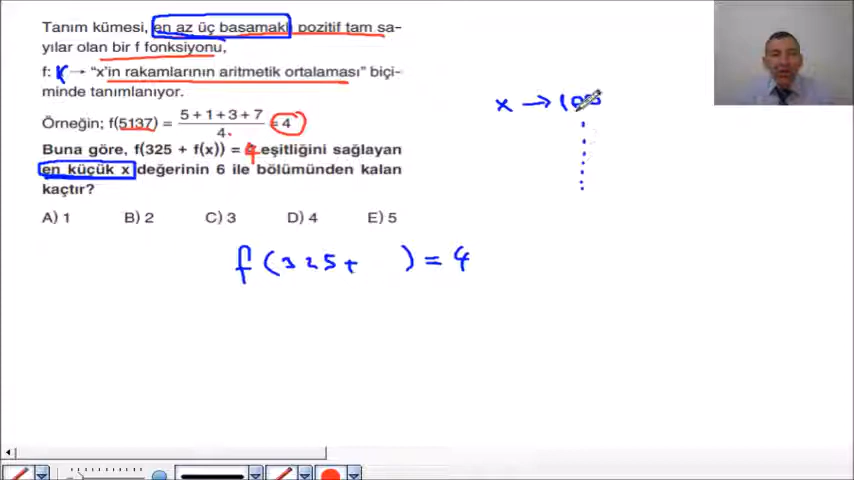 Tanım kümesi, en az üç basamaklı pozitif tam sa-
yılar olan bir f fonksiyonu,
f: x → “x’in rakamlarının aritmetik ortalaması” biçi-
minde tanımlanıyor.
Örneğin; f(5137) = 5 + 1 + 3 + 7 / 4 = 4
Buna göre, f(325 + f(x)) = 4 eşitliğini sağlayan
en küçük x değerinin 6 ile bölümünden kalan
kaçtır?
A) 1 B) 2 C) 3 D) 4 E) 5
x → 100
f(325+ ) = 4